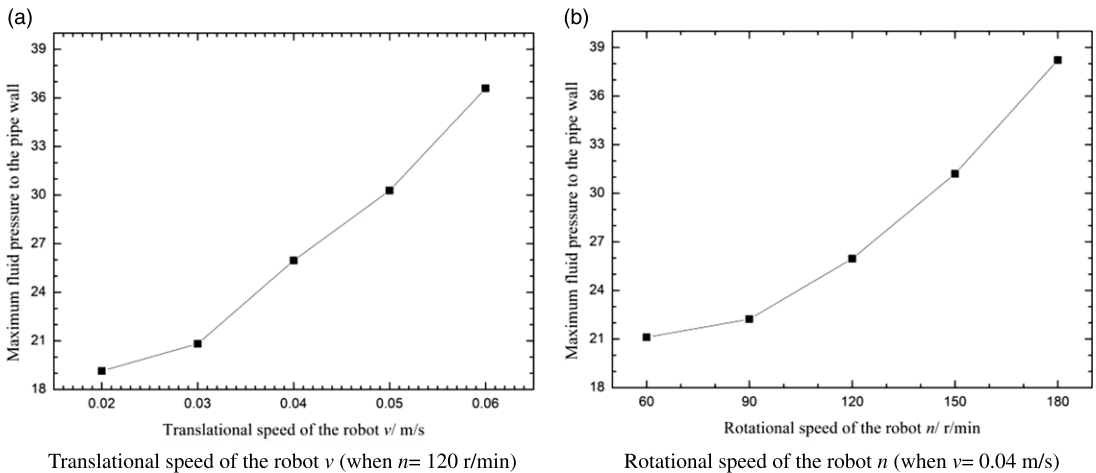 (a)
Maximum fluid pressure to the pipe wall
39
36
33
30
27
24
21
18
0.02 0.03 0.04 0.05 0.06
Translational speed of the robot v/ m/s
Translational speed of the robot v (when n= 120 r/min)
(b)
Maximum fluid pressure to the pipe wall
39
36
33
30
27
24
21
18
60 90 120 150 180
Rotational speed of the robot n/ r/min
Rotational speed of the robot n (when v= 0.04 m/s)